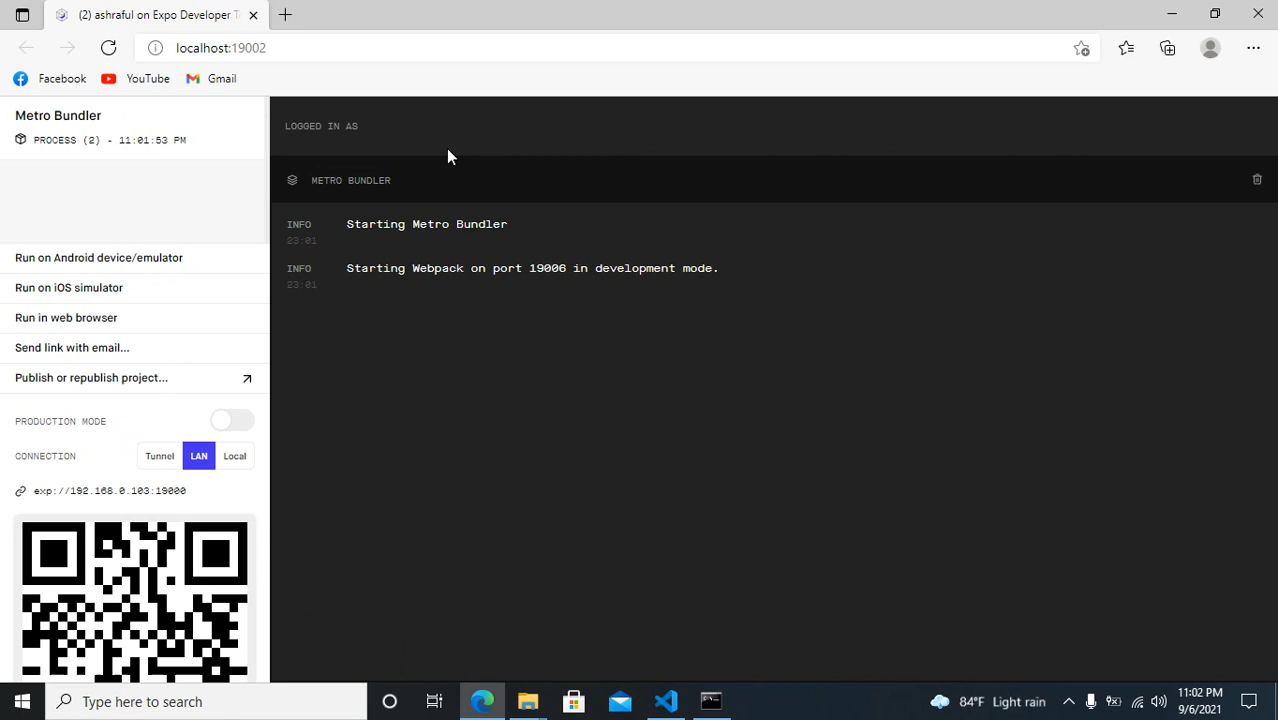 (2) ashraful on Expo Developer T
localhost:19002
Facebook YouTube Gmail
Metro Bundler
PROCESS (2) - 11:01:53 PM
Run on Android device/emulator
Run on iOS simulator
Run in web browser
Send link with email...
Publish or republish project...
PRODUCTION MODE
CONNECTION Tunnel LAN Local
exp://192.168.0.103:19000
LOGGED IN AS
METRO BUNDLER
INFO Starting Metro Bundler
23:01
INFO Starting Webpack on port 19006 in development mode.
23:01
Type here to search
84°F Light rain
11:02 PM
9/6/2021